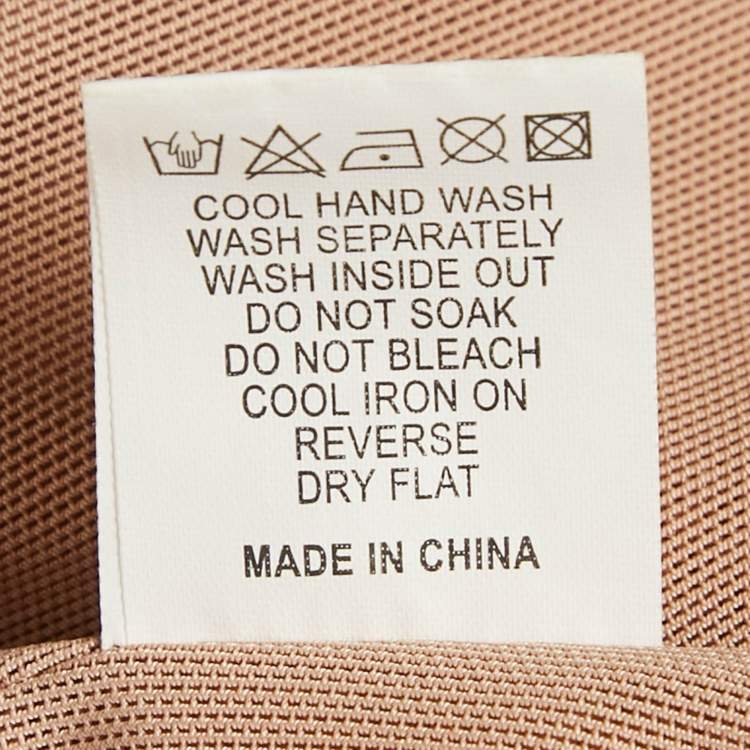 COOL HAND WASH
WASH SEPARATELY
WASH INSIDE OUT
DO NOT SOAK
DO NOT BLEACH
COOL IRON ON
REVERSE
DRY FLAT
MADE IN CHINA